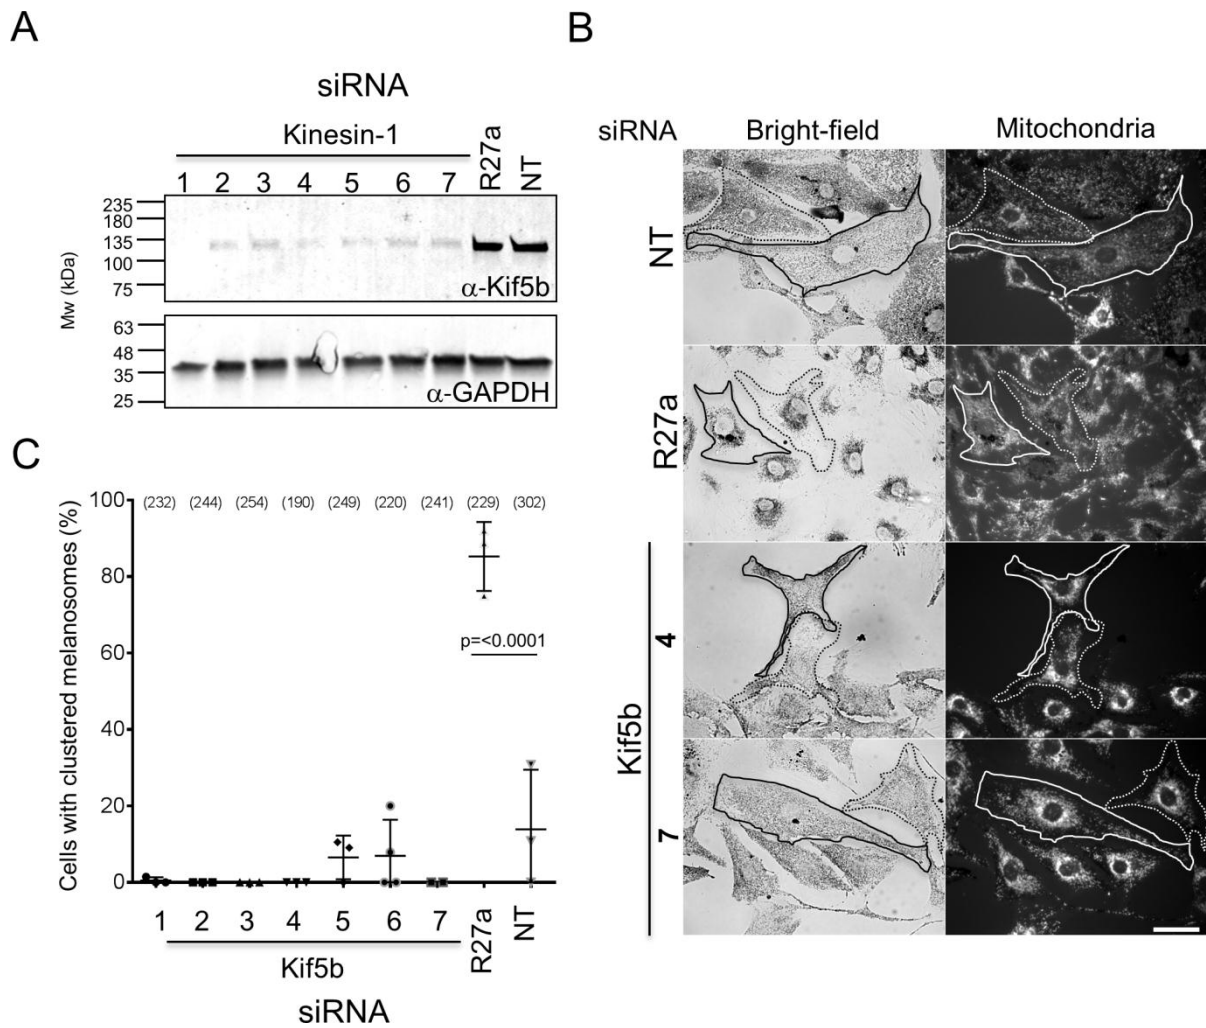 A
siRNA
Kinesin-1
1 2 3 4 5 6 7 R27a NT
235
180
135
100
75
α-Kif5b
Mw (kDa)
63
48
35
25
α-GAPDH
B
siRNA Bright-field Mitochondria
NT
R27a
4
Kif5b
7
C
Cells with clustered melanosomes (%)
100
80
60
40
20
0
(232) (244) (254) (190) (249) (220) (241) (229) (302)
p=<0.0001
1 2 3 4 5 6 7 R27a NT
Kif5b
siRNA